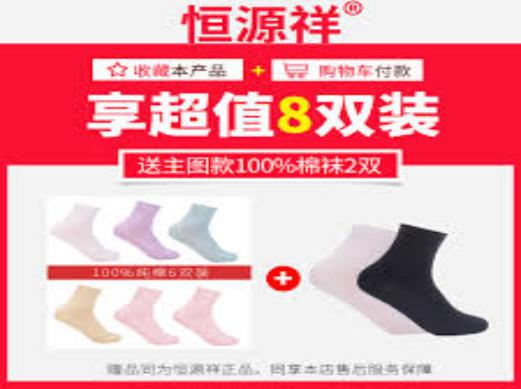 恒源祥®
收藏本产品 + 购物车付款
享超值8双装
送主图款100%棉袜2双
100%纯棉6双装
+
赠品同为恒源祥正品，同享本店售后服务保障